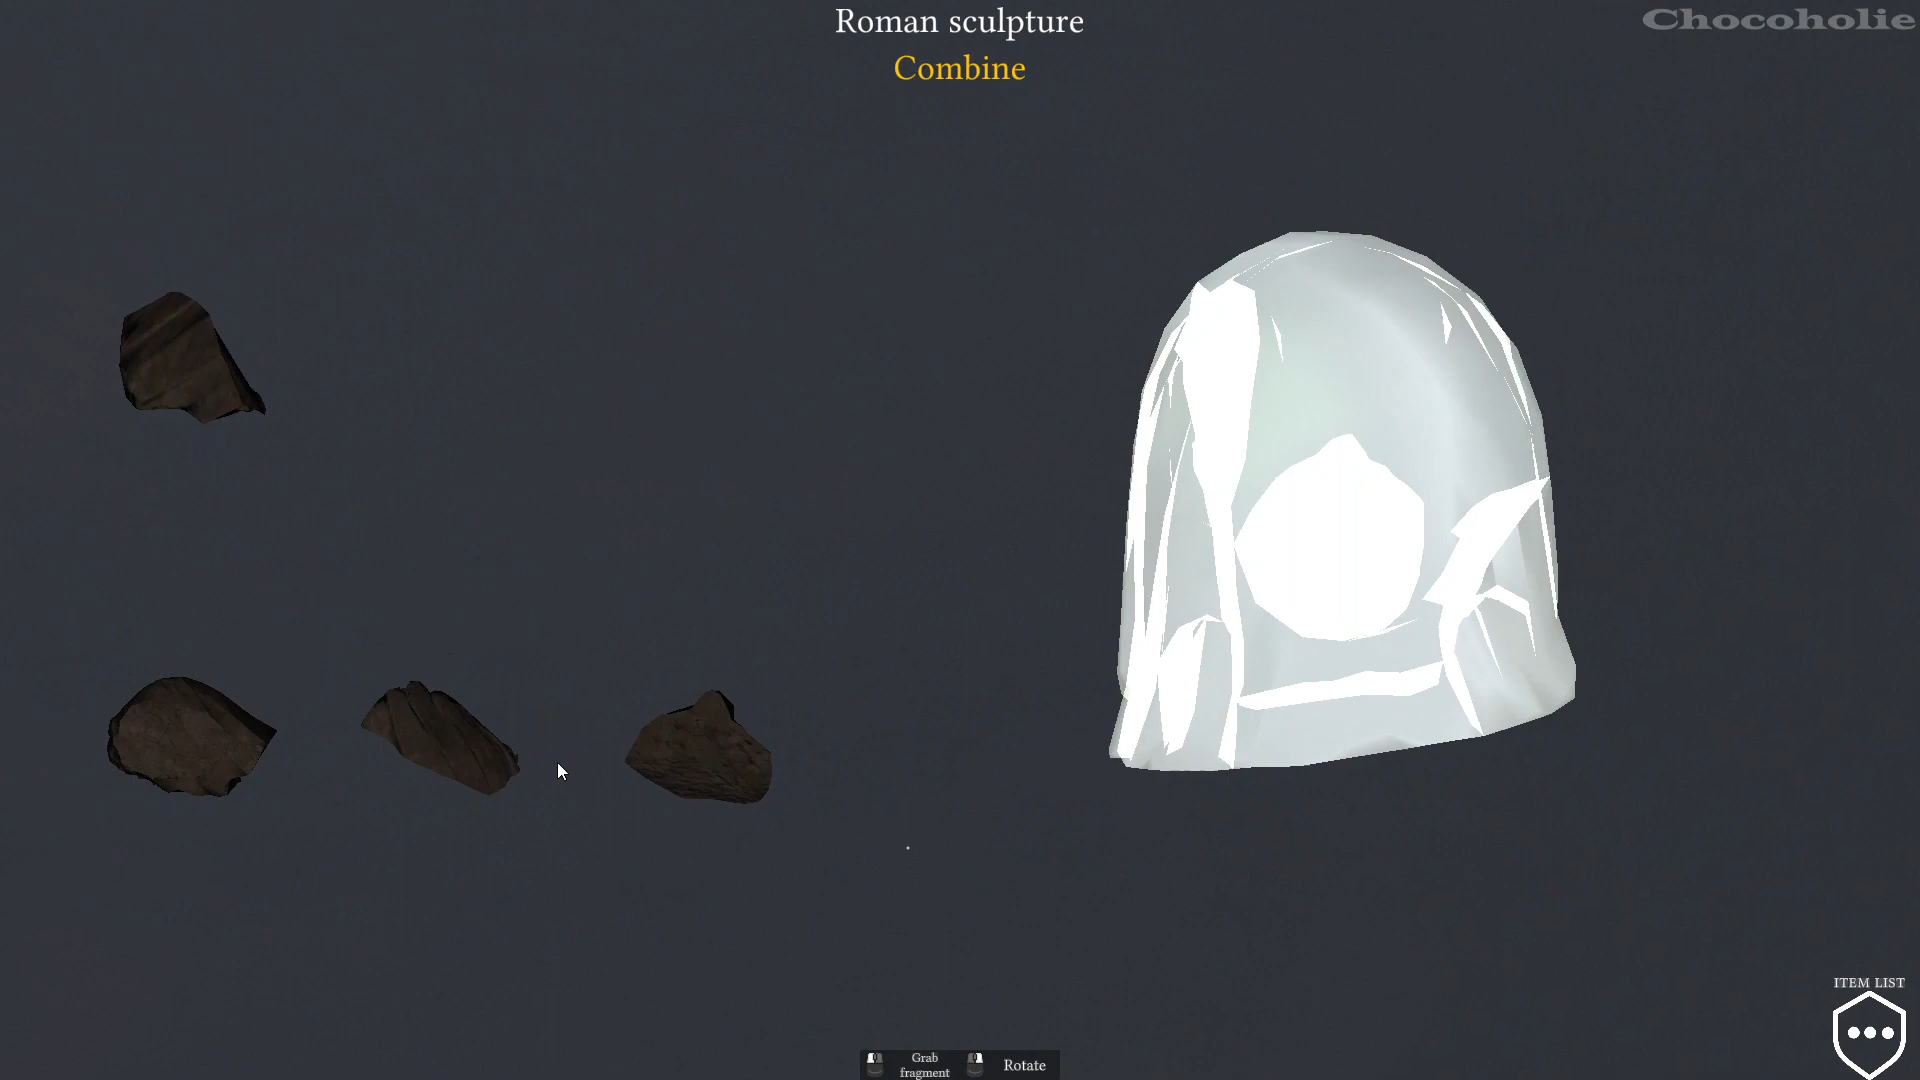 Roman sculpture
Chocoholie
Combine
ITEM LIST
Grab
fragment
Rotate